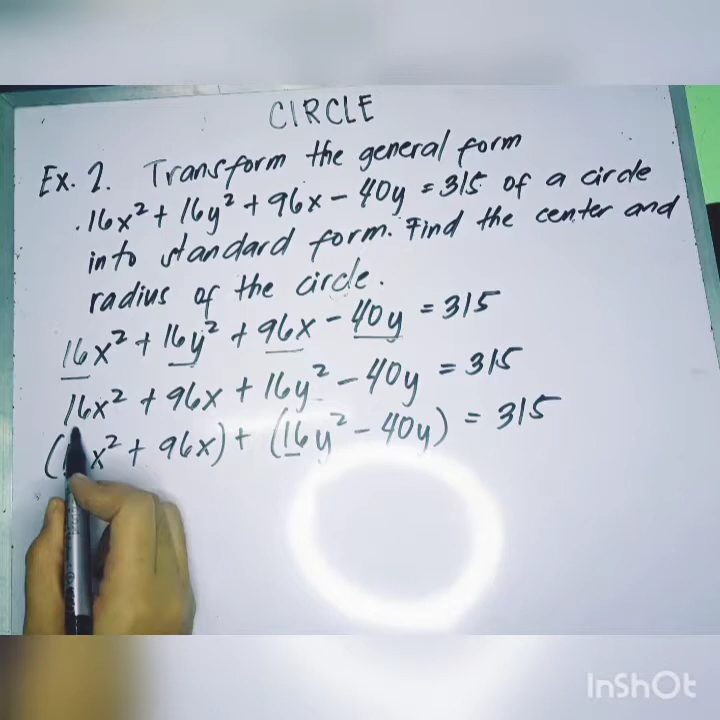 CIRCLE
Ex. 2. Transform the general form
16x² + 16y² + 96x - 40y = 315 of a circle
into standard form. Find the center and
radius of the circle.
16x² + 16y² + 96x - 40y = 315
16x² + 96x + 16y² - 40y = 315
( x² + 96x) + (16y² - 40y) = 315
InShOt